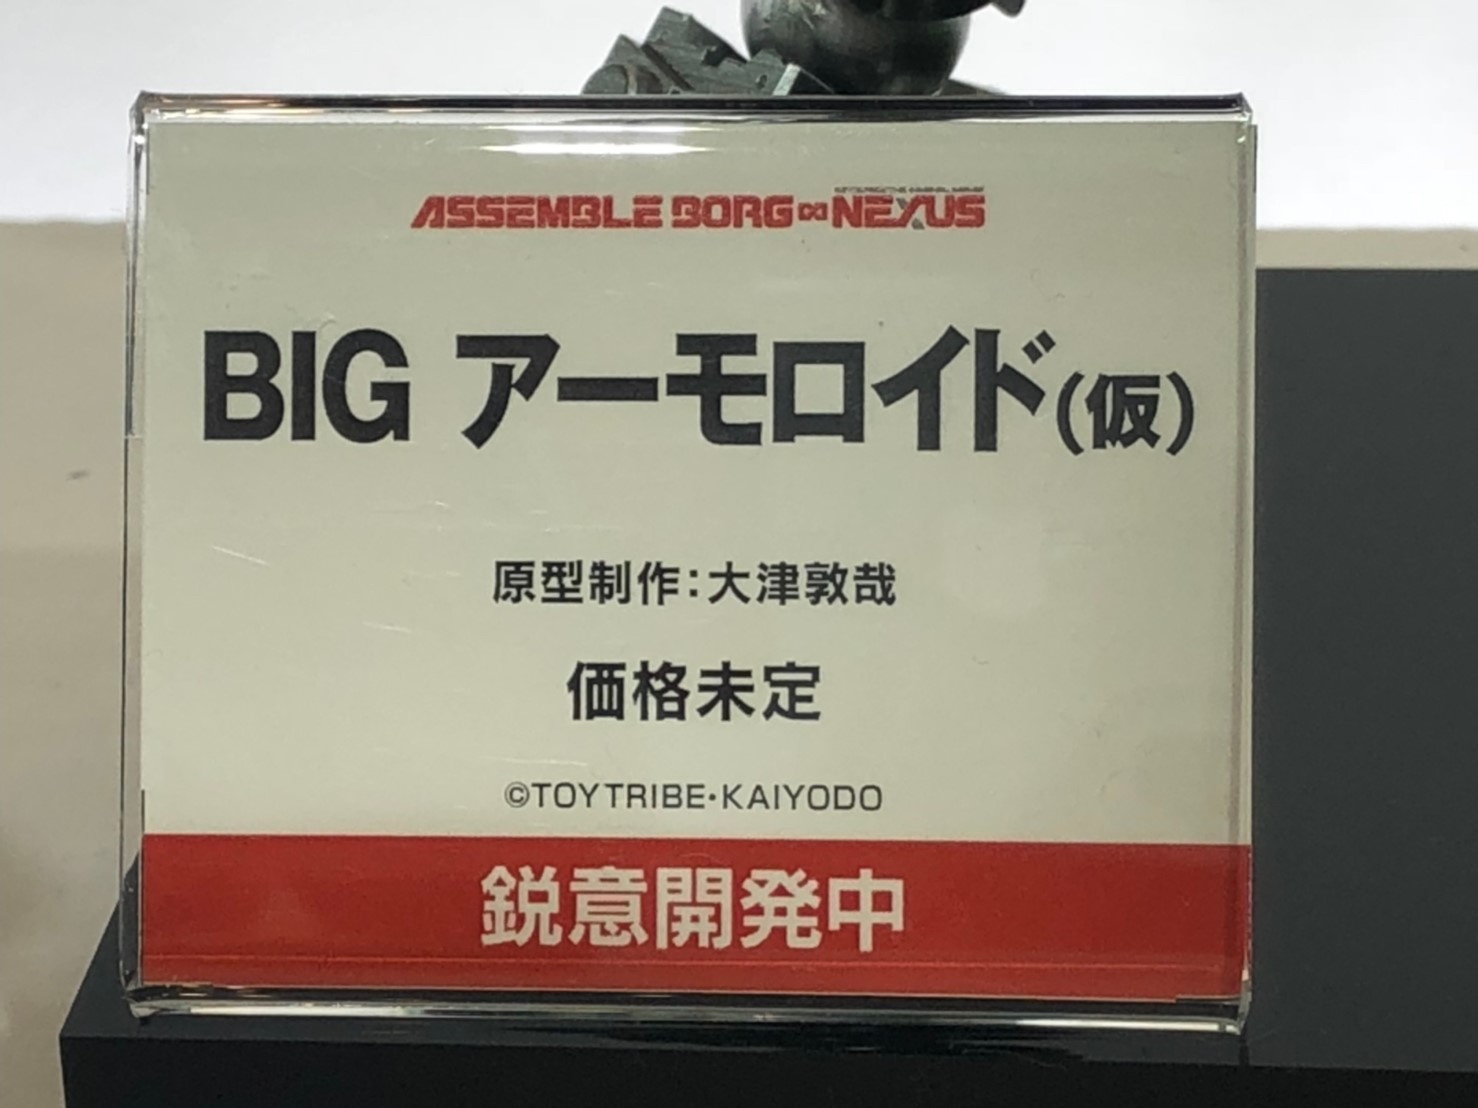 ASSEMBLE BORG∞NEXUS
BIG アーモロイド(仮)
原型制作:大津敦哉
価格未定
©TOYTRIBE・KAIYODO
鋭意開発中